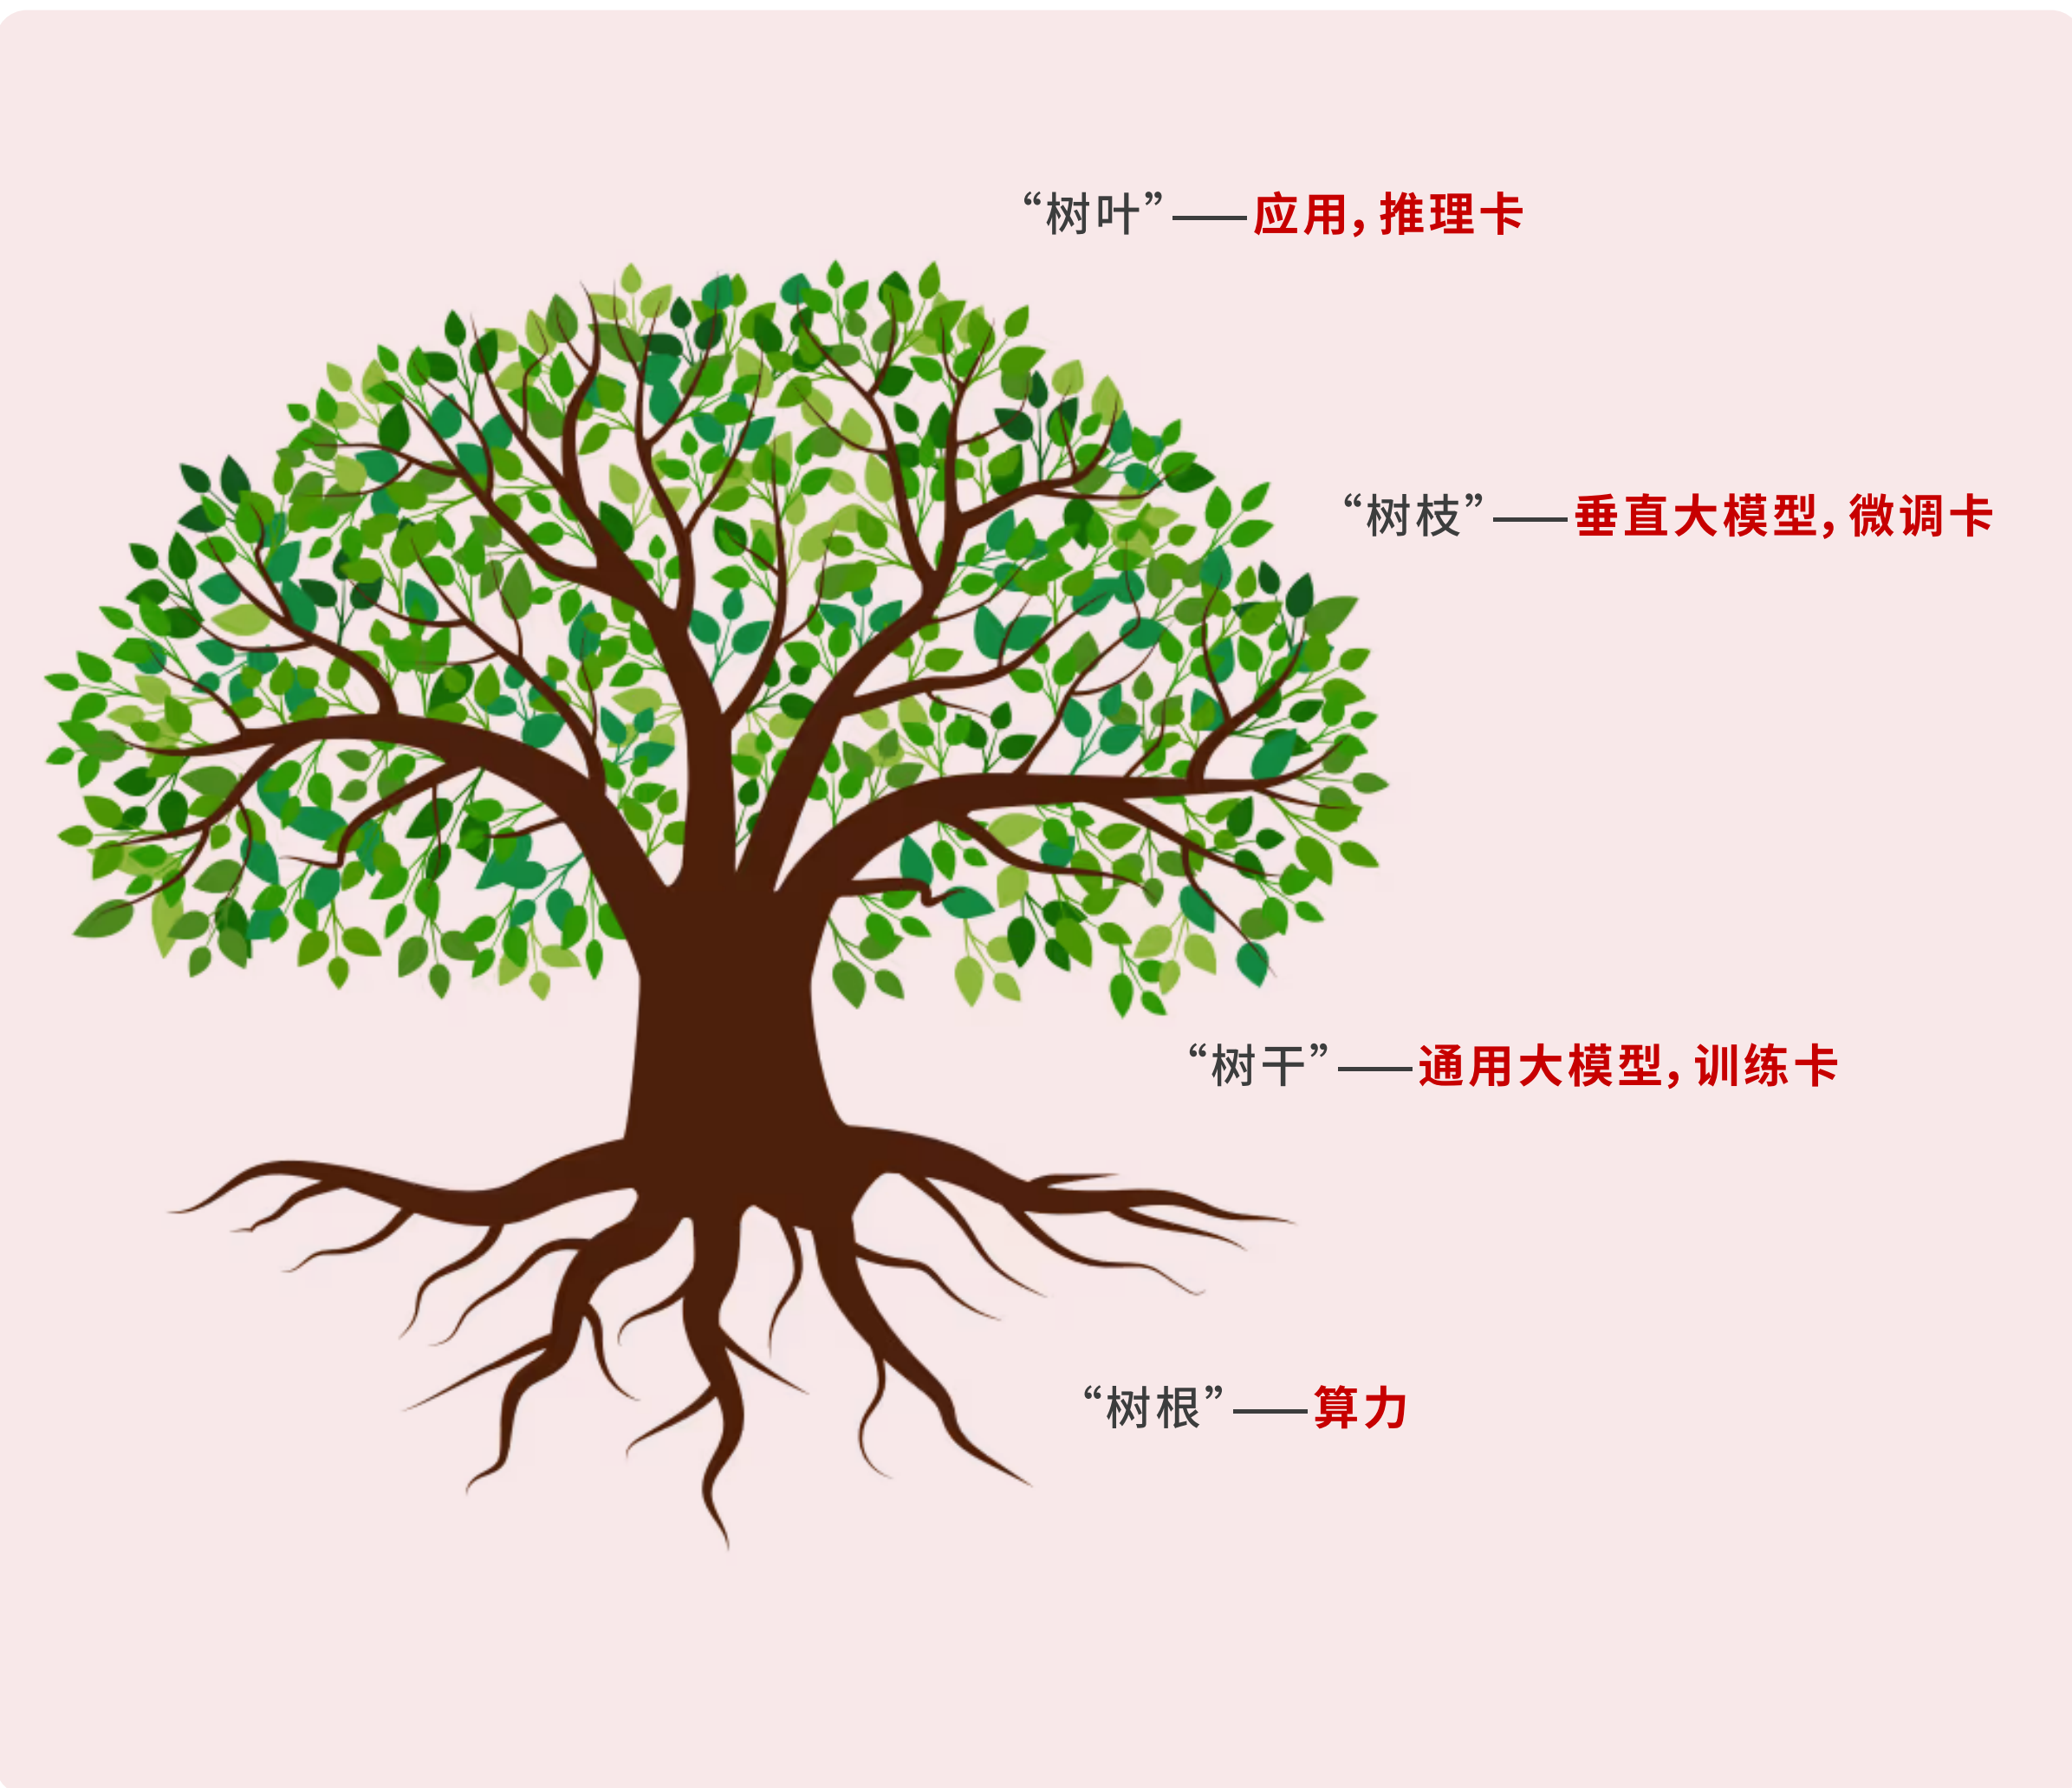 “树叶”——应用，推理卡
“树枝”——垂直大模型，微调卡
“树干”——通用大模型，训练卡
“树根”——算力